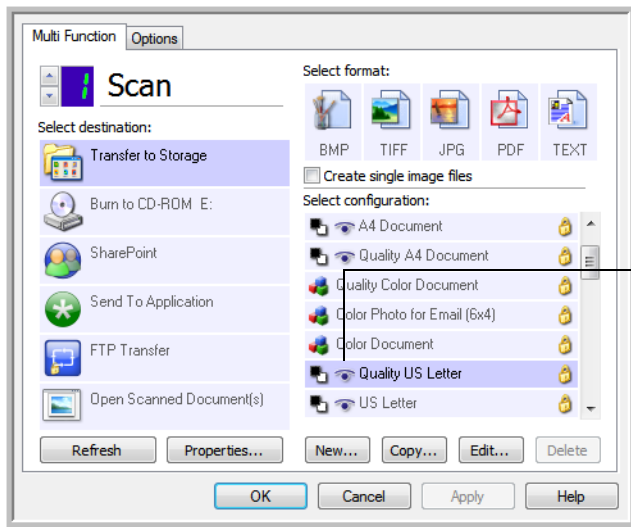 Multi Function
Options
1 Scan
Select destination:
Transfer to Storage
Burn to CD-ROM E:
SharePoint
Send To Application
FTP Transfer
Open Scanned Document(s)
Refresh
Properties...
Select format:
BMP
TIFF
JPG
PDF
TEXT
Create single image files
Select configuration:
A4 Document
Quality A4 Document
Quality Color Document
Color Photo for Email (6x4)
Color Document
Quality US Letter
US Letter
New...
Copy...
Edit...
Delete
OK
Cancel
Apply
Help